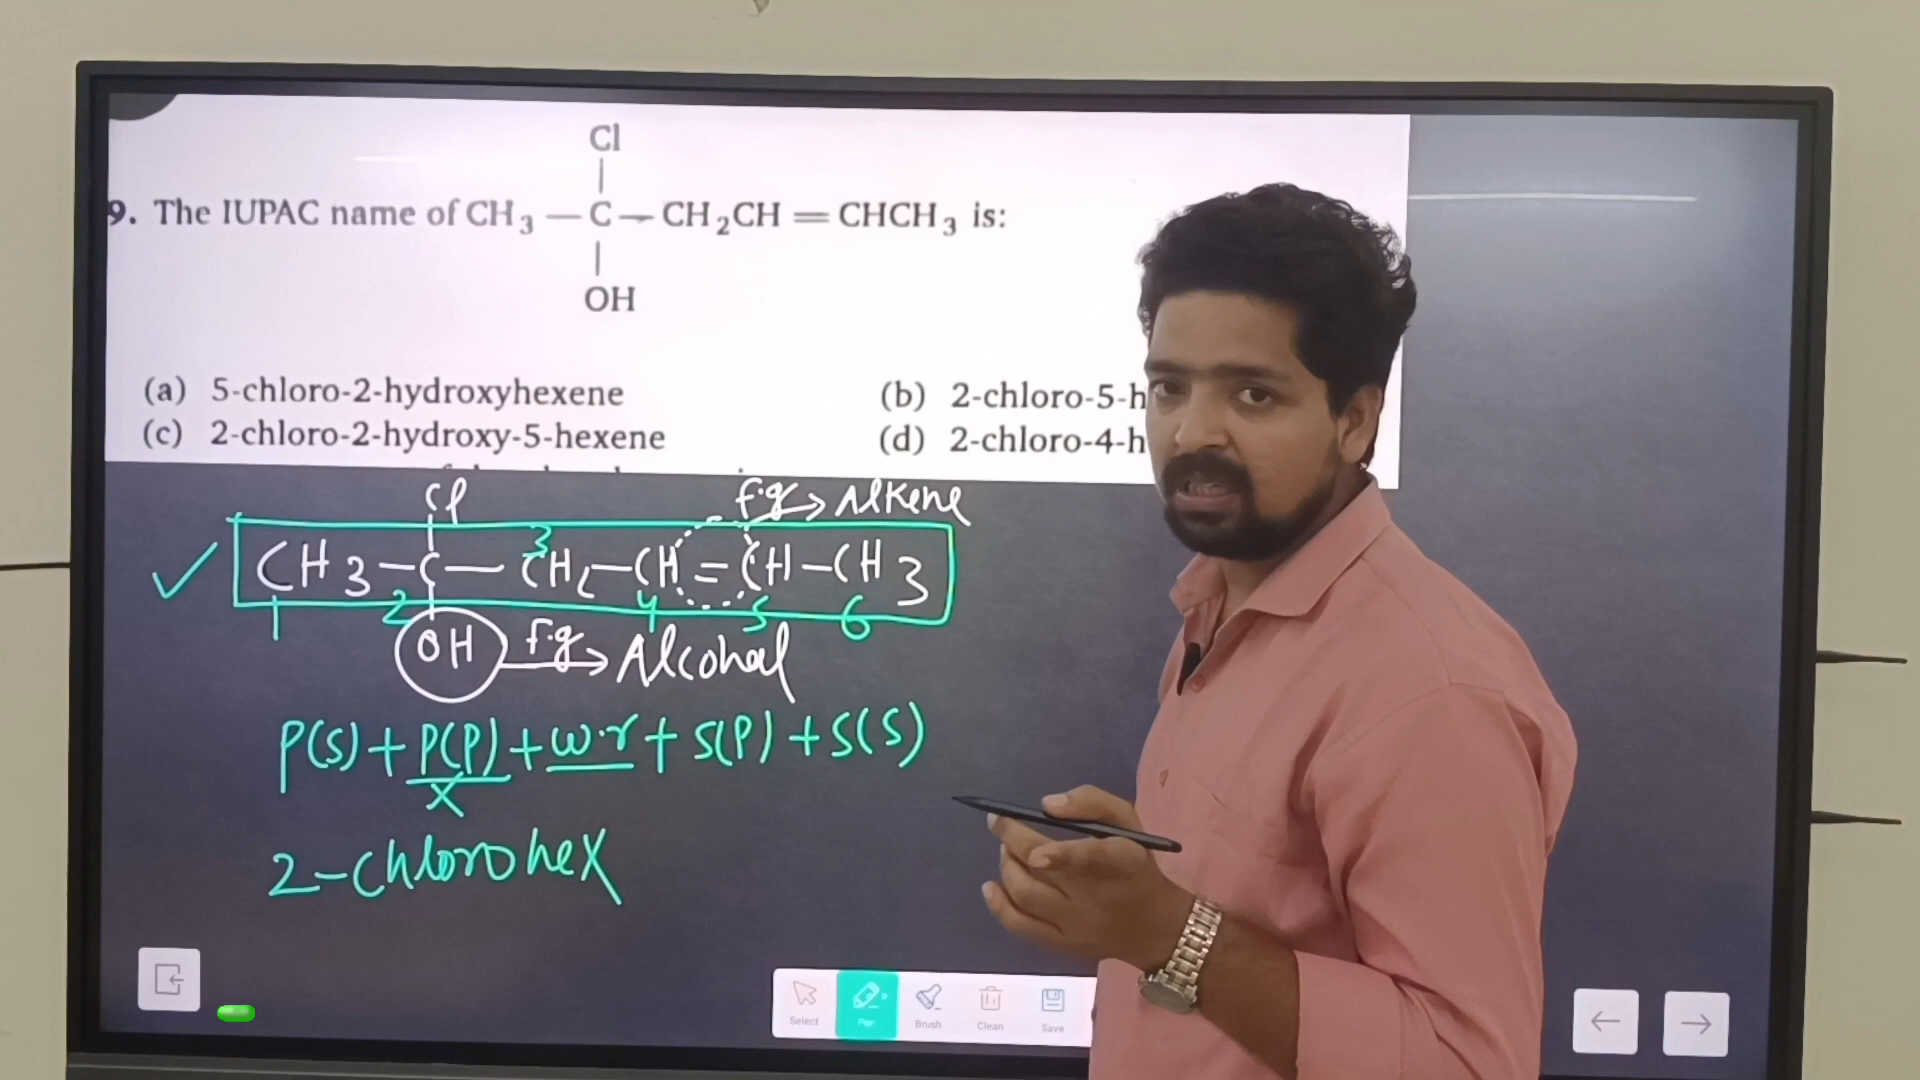 Cl
9. The IUPAC name of CH3 — C — CH2CH = CHCH3 is:
OH
(a) 5-chloro-2-hydroxyhexene
(b) 2-chloro-5-h
(c) 2-chloro-2-hydroxy-5-hexene
(d) 2-chloro-4-h
Cl
f.g → Alkene
CH3 — C — CH2 — CH = CH — CH3
1 2 3 4 5 6
OH f.g → Alcohal
P(S) + P(P) + w.r + S(P) + S(S)
X
2-chlorohex
Select
Pen
Brush
Clean
Save